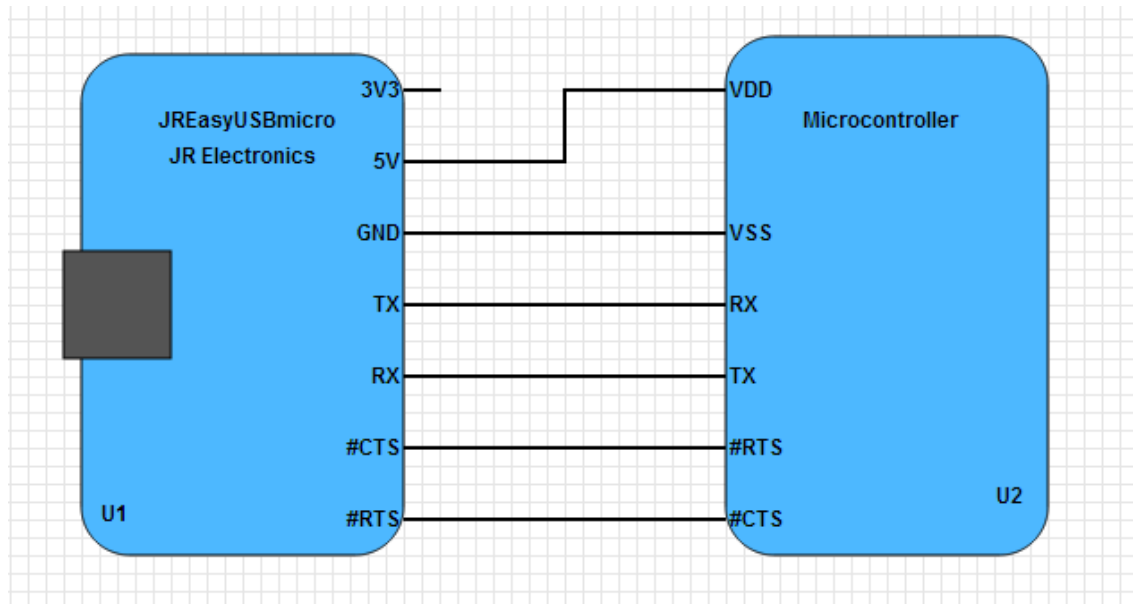 3V3
JREasyUSBmicro
JR Electronics
5V
GND
TX
RX
#CTS
#RTS
U1
VDD
Microcontroller
VSS
RX
TX
#RTS
#CTS
U2